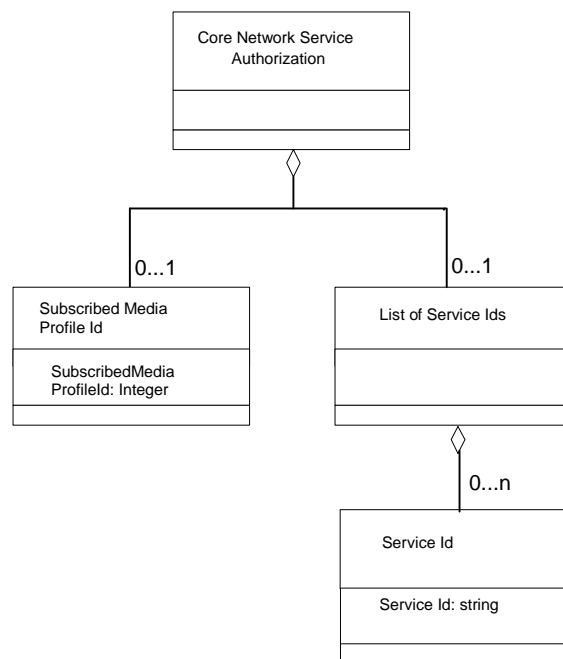 Core Network Service
Authorization
0...1
0...1
Subscribed Media
Profile Id
SubscribedMedia
ProfileId: Integer
List of Service Ids
0...n
Service Id
Service Id: string